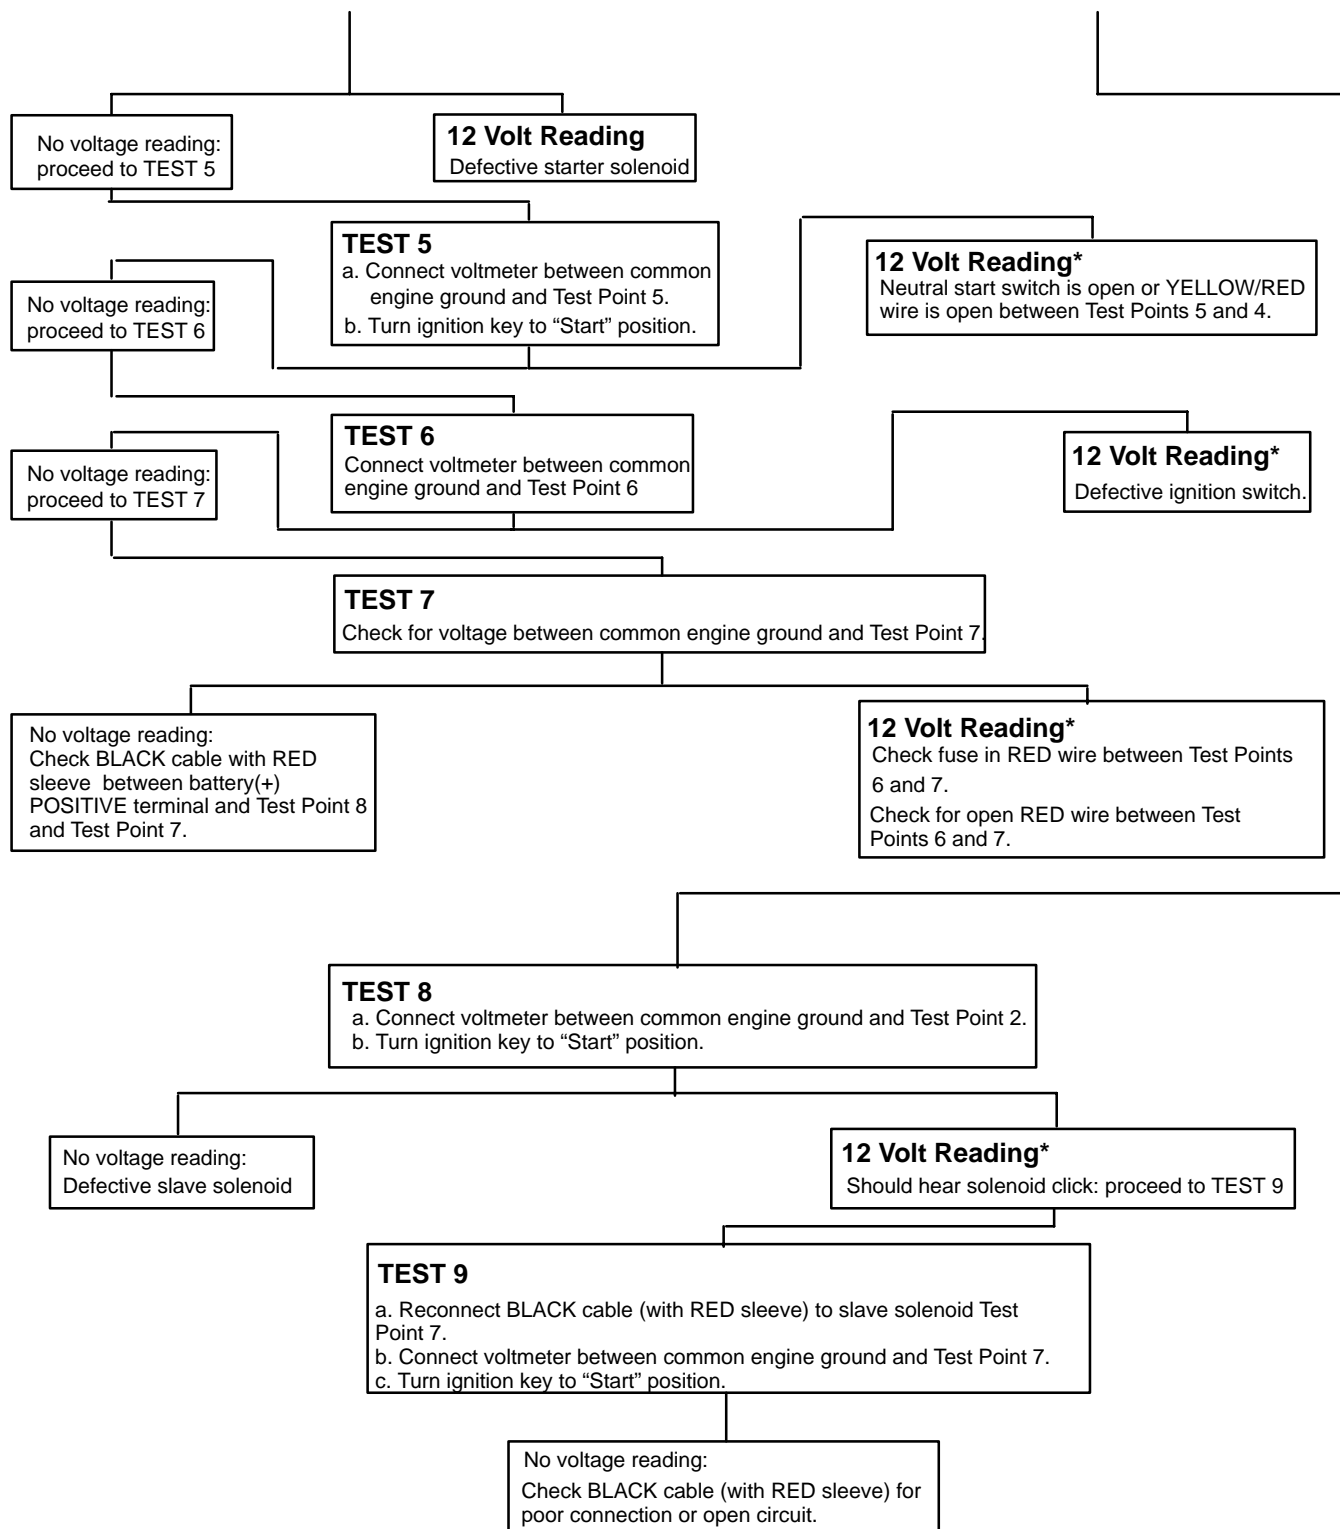 No voltage reading:
proceed to TEST 5
12 Volt Reading
Defective starter solenoid
TEST 5
a. Connect voltmeter between common
engine ground and Test Point 5.
b. Turn ignition key to “Start” position.
12 Volt Reading*
Neutral start switch is open or YELLOW/RED
wire is open between Test Points 5 and 4.
No voltage reading:
proceed to TEST 6
TEST 6
Connect voltmeter between common
engine ground and Test Point 6
12 Volt Reading*
Defective ignition switch.
No voltage reading:
proceed to TEST 7
TEST 7
Check for voltage between common engine ground and Test Point 7.
No voltage reading:
Check BLACK cable with RED
sleeve between battery(+)
POSITIVE terminal and Test Point 8
and Test Point 7.
12 Volt Reading*
Check fuse in RED wire between Test Points
6 and 7.
Check for open RED wire between Test
Points 6 and 7.
TEST 8
a. Connect voltmeter between common engine ground and Test Point 2.
b. Turn ignition key to “Start” position.
No voltage reading:
Defective slave solenoid
12 Volt Reading*
Should hear solenoid click: proceed to TEST 9
TEST 9
a. Reconnect BLACK cable (with RED sleeve) to slave solenoid Test
Point 7.
b. Connect voltmeter between common engine ground and Test Point 7.
c. Turn ignition key to “Start” position.
No voltage reading:
Check BLACK cable (with RED sleeve) for
poor connection or open circuit.